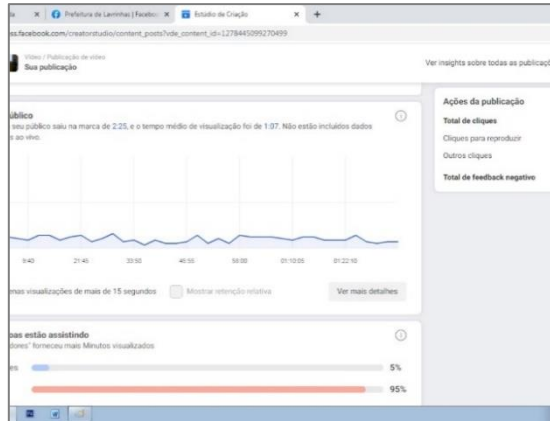 Prefeitura de Lavrinhas | Faceboo
Estúdio de Criação
ss.facebook.com/creatorstudio/content_posts?vde_content_id=1278445099270499
Vídeo / Publicação de vídeo
Sua publicação
Ver insights sobre todas as publicaçõ
úblico
seu público saiu na marca de 2:25, e o tempo médio de visualização foi de 1:07. Não estão incluídos dados
s ao vivo.
9:40 21:45 33:50 45:55 58:00 01:10:05 01:22:10
mas visualizações de mais de 15 segundos
Mostrar retenção relativa
Ver mais detalhes
oas estão assistindo
dores" forneceu mais Minutos visualizados
es 5%
95%
Ações da publicação
Total de cliques
Cliques para reproduzir
Outros cliques
Total de feedback negativo